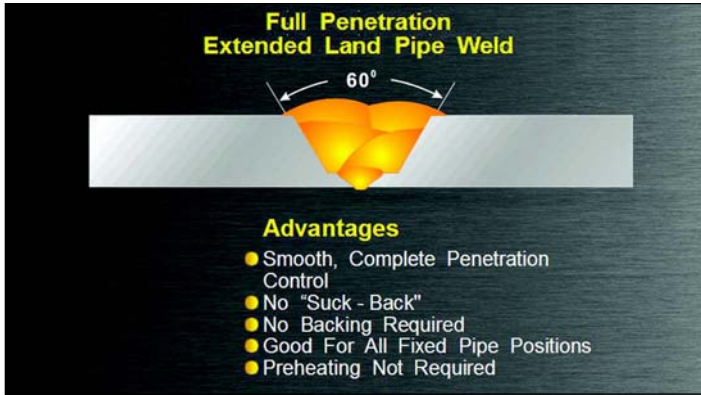 Full Penetration
Extended Land Pipe Weld
60⁰
Advantages
Smooth, Complete Penetration
Control
No “Suck - Back"
No Backing Required
Good For All Fixed Pipe Positions
Preheating Not Required